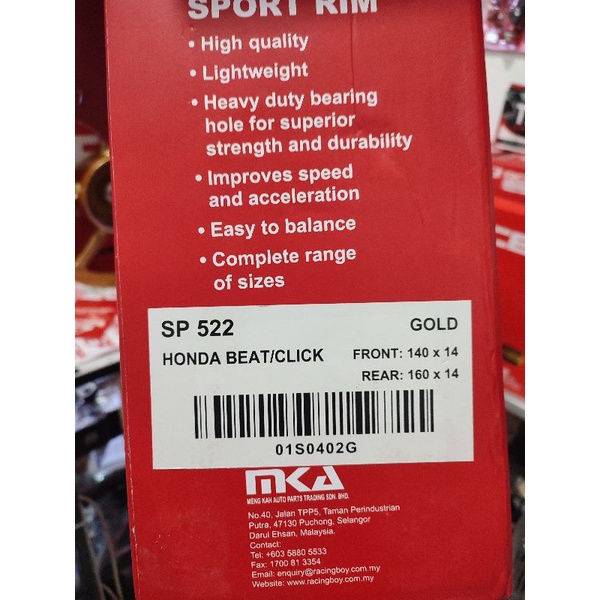 SPORT RIM
• High quality
• Lightweight
• Heavy duty bearing
hole for superior
strength and durability
• Improves speed
and acceleration
• Easy to balance
• Complete range
of sizes
SP 522 GOLD
HONDA BEAT/CLICK FRONT: 140 x 14
REAR: 160 x 14
01S0402G
MKA
MENG KAH AUTO PARTS TRADING SDN. BHD.
No.40, Jalan TPP5, Taman Perindustrian
Putra, 47130 Puchong, Selangor
Darul Ehsan, Malaysia.
Contact:
Tel: +603 5880 5533
Fax: 1700 81 3354
Email: enquiry@racingboy.com.my
Website: www.racingboy.com.my